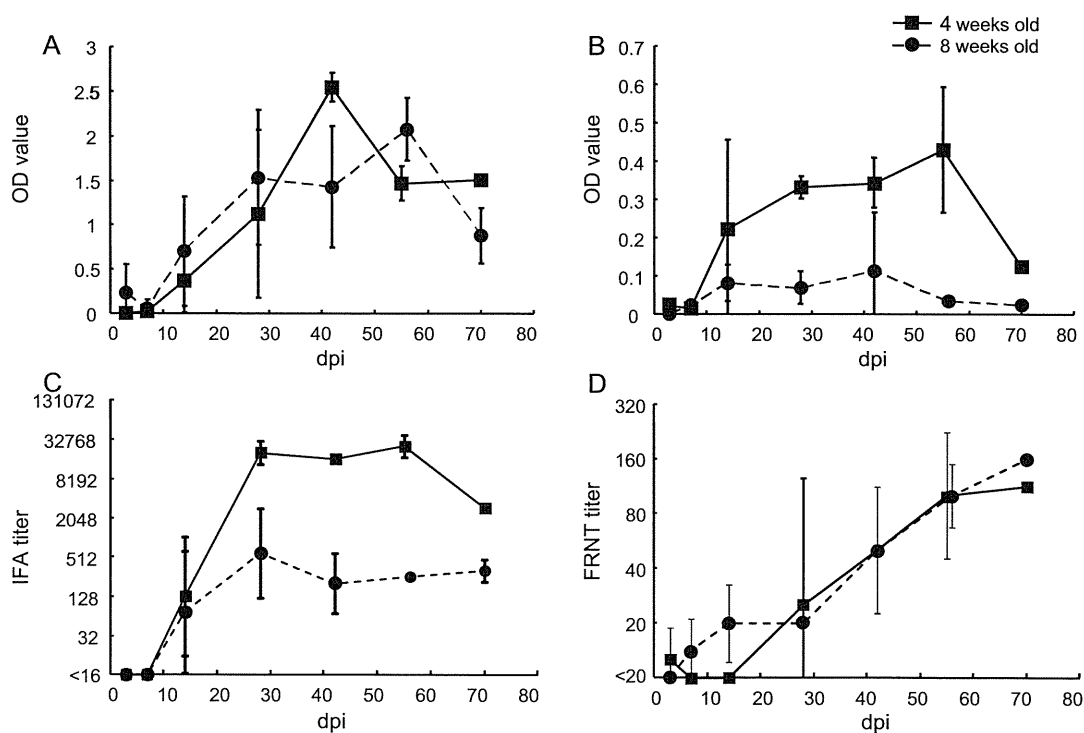 4 weeks old
8 weeks old
A
3
2.5
2
1.5
1
0.5
0
OD value
0 10 20 30 40 50 60 70 80
dpi
B
0.7
0.6
0.5
0.4
0.3
0.2
0.1
0
OD value
0 10 20 30 40 50 60 70 80
dpi
C
131072
32768
8192
2048
512
128
32
<16
IFA titer
0 10 20 30 40 50 60 70 80
dpi
D
320
160
80
40
20
<20
FRNT titer
0 10 20 30 40 50 60 70 80
dpi